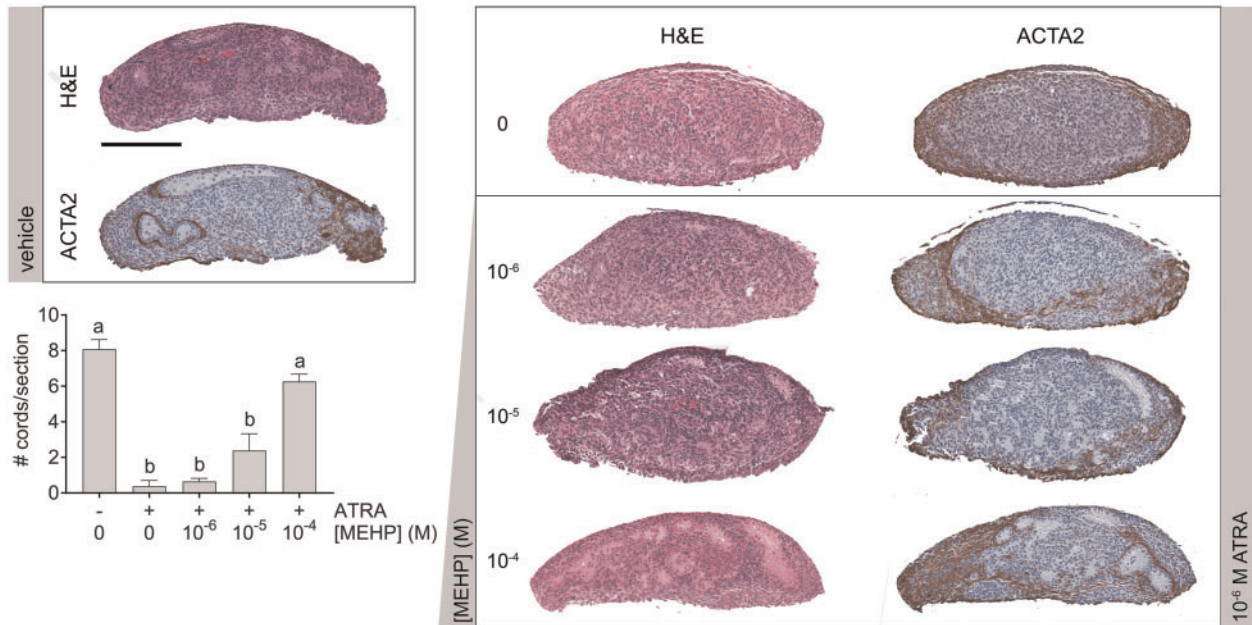 vehicle
H&E
ACTA2
# cords/section
10
8
6
4
2
0
a
b
b
b
a
- + + + + ATRA
0 0 10⁻⁶ 10⁻⁵ 10⁻⁴ [MEHP] (M)
H&E ACTA2
0
10⁻⁶
10⁻⁵
10⁻⁴
[MEHP] (M)
10⁻⁶ M ATRA